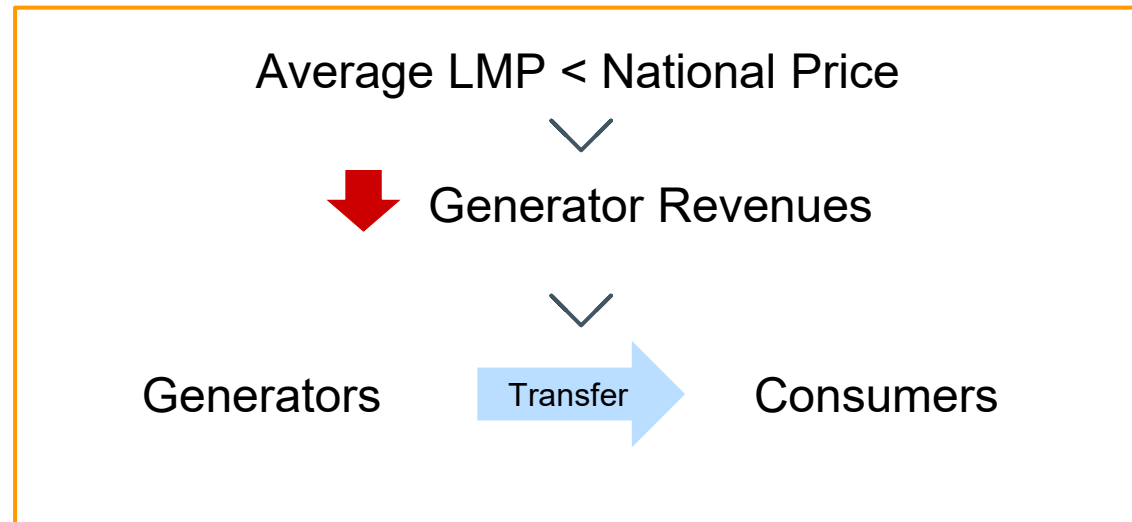 Average LMP < National Price
Generator Revenues
Generators Transfer Consumers